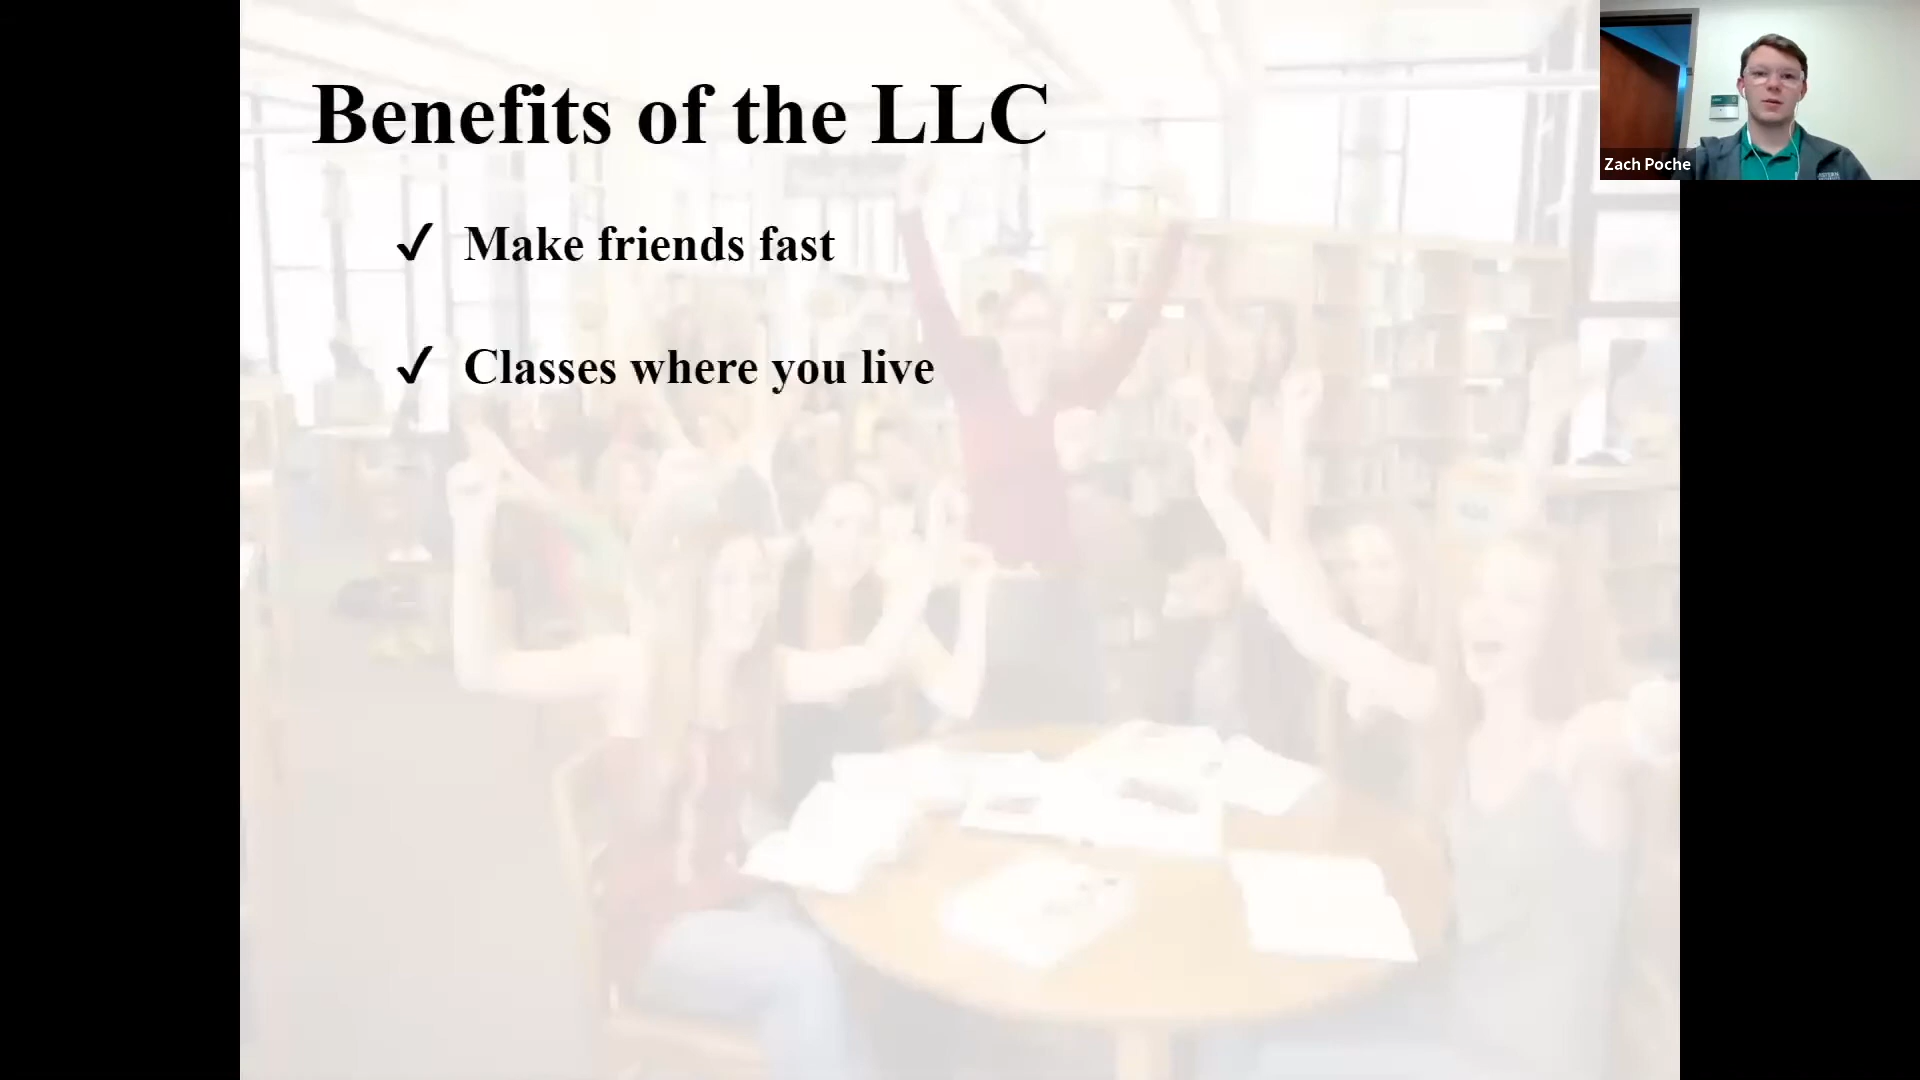 Benefits of the LLC
✓ Make friends fast
✓ Classes where you live
Zach Poche